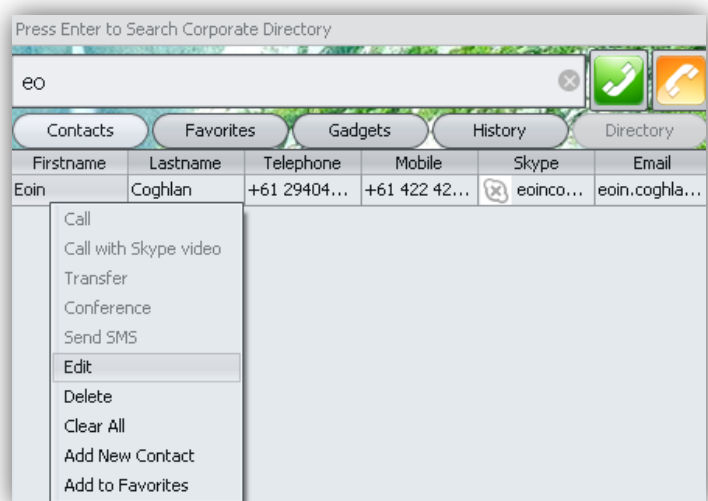 Press Enter to Search Corporate Directory
eo
Contacts Favorites Gadgets History Directory
Firstname Lastname Telephone Mobile Skype Email
Eoin Coghlan +61 29404... +61 422 42... eoinco... eoin.coghla...
Call
Call with Skype video
Transfer
Conference
Send SMS
Edit
Delete
Clear All
Add New Contact
Add to Favorites